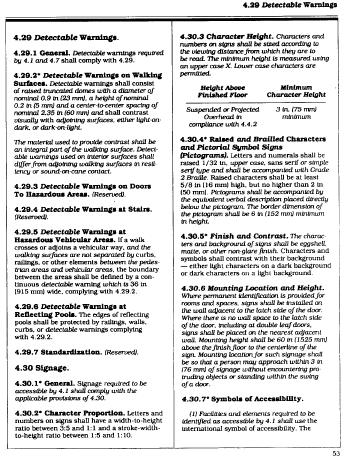 4.29 Detectable Warnings
4.29 Detectable Warnings.
4.29.1 General. Detectable warnings required
by 4.1 and 4.7 shall comply with 4.29.
4.29.2* Detectable Warnings on Walking
Surfaces. Detectable warnings shall consist
of raised truncated domes with a diameter of
nominal 0.9 in (23 mm), a height of nominal
0.2 in (5 mm) and a center-to-center spacing of
nominal 2.35 in (60 mm) and shall contrast
visually with adjoining surfaces, either light-on-
dark, or dark-on-light.
The material used to provide contrast shall be
an integral part of the walking surface. Detect-
able warnings used on interior surfaces shall
differ from adjoining walking surfaces in resili-
ency or sound-on-cane contact.
4.29.3 Detectable Warnings on Doors
To Hazardous Areas. (Reserved).
4.29.4 Detectable Warnings at Stairs.
(Reserved).
4.29.5 Detectable Warnings at
Hazardous Vehicular Areas. If a walk
crosses or adjoins a vehicular way, and the
walking surfaces are not separated by curbs,
railings, or other elements between the pedes-
trian areas and vehicular areas, the boundary
between the areas shall be defined by a con-
tinuous detectable warning which is 36 in
(915 mm) wide, complying with 4.29.2.
4.29.6 Detectable Warnings at
Reflecting Pools. The edges of reflecting
pools shall be protected by railings, walls,
curbs, or detectable warnings complying
with 4.29.2.
4.29.7 Standardization. (Reserved).
4.30 Signage.
4.30.1* General. Signage required to be
accessible by 4.1 shall comply with the
applicable provisions of 4.30.
4.30.2* Character Proportion. Letters and
numbers on signs shall have a width-to-height
ratio between 3:5 and 1:1 and a stroke-width-
to-height ratio between 1:5 and 1:10.
4.30.3 Character Height. Characters and
numbers on signs shall be sized according to
the viewing distance from which they are to
be read. The minimum height is measured using
an upper case X. Lower case characters are
permitted.
Height Above
Finished Floor
Minimum
Character Height
Suspended or Projected
Overhead in
compliance with 4.4.2
3 in. (75 mm)
minimum
4.30.4* Raised and Brailled Characters
and Pictorial Symbol Signs
(Pictograms). Letters and numerals shall be
raised 1/32 in, upper case, sans serif or simple
serif type and shall be accompanied with Grade
2 Braille. Raised characters shall be at least
5/8 in (16 mm) high, but no higher than 2 in
(50 mm). Pictograms shall be accompanied by
the equivalent verbal description placed directly
below the pictogram. The border dimension of
the pictogram shall be 6 in (152 mm) minimum
in height.
4.30.5* Finish and Contrast. The charac-
ters and background of signs shall be eggshell,
matte, or other non-glare finish. Characters and
symbols shall contrast with their background
— either light characters on a dark background
or dark characters on a light background.
4.30.6 Mounting Location and Height.
Where permanent identification is provided for
rooms and spaces, signs shall be installed on
the wall adjacent to the latch side of the door.
Where there is no wall space to the latch side
of the door, including at double leaf doors,
signs shall be placed on the nearest adjacent
wall. Mounting height shall be 60 in (1525 mm)
above the finish floor to the centerline of the
sign. Mounting location for such signage shall
be so that a person may approach within 3 in
(76 mm) of signage without encountering pro-
truding objects or standing within the swing
of a door.
4.30.7* Symbols of Accessibility.
(1) Facilities and elements required to be
identified as accessible by 4.1 shall use the
international symbol of accessibility. The
53